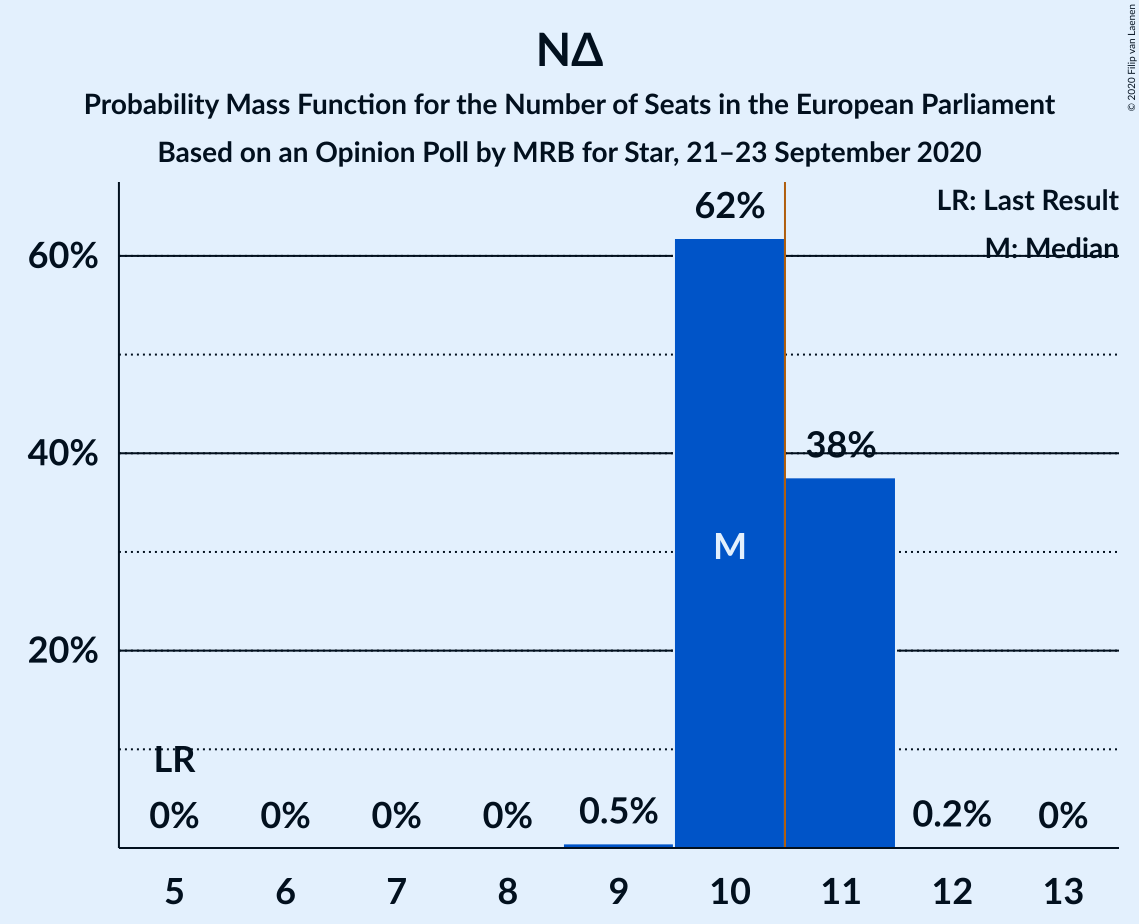 ΝΔ
Probability Mass Function for the Number of Seats in the European Parliament
Based on an Opinion Poll by MRB for Star, 21–23 September 2020
© 2020 Filip van Laenen
LR: Last Result
M: Median
60%
40%
20%
62%
38%
M
LR
0%
0%
0%
0%
0.5%
0.2%
0%
5 6 7 8 9 10 11 12 13